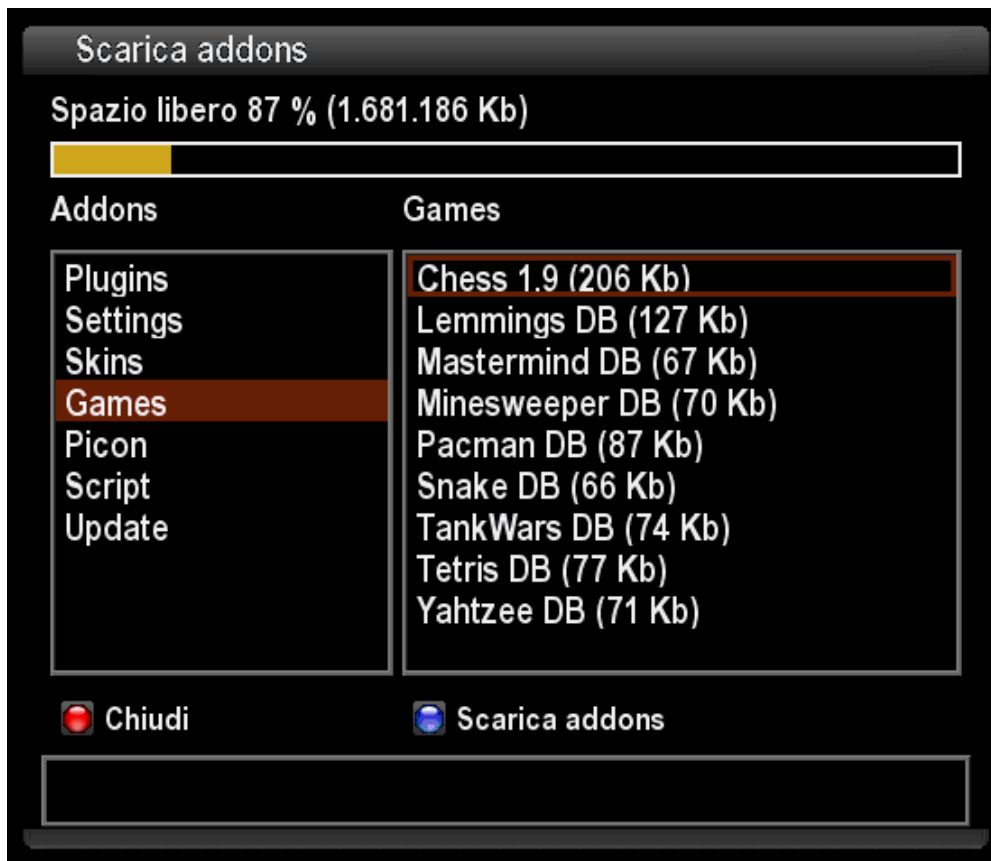 Scarica addons
Spazio libero 87 % (1.681.186 Kb)
Addons
Games
Plugins
Settings
Skins
Games
Picon
Script
Update
Chess 1.9 (206 Kb)
Lemmings DB (127 Kb)
Mastermind DB (67 Kb)
Minesweeper DB (70 Kb)
Pacman DB (87 Kb)
Snake DB (66 Kb)
TankWars DB (74 Kb)
Tetris DB (77 Kb)
Yahtzee DB (71 Kb)
Chiudi
Scarica addons